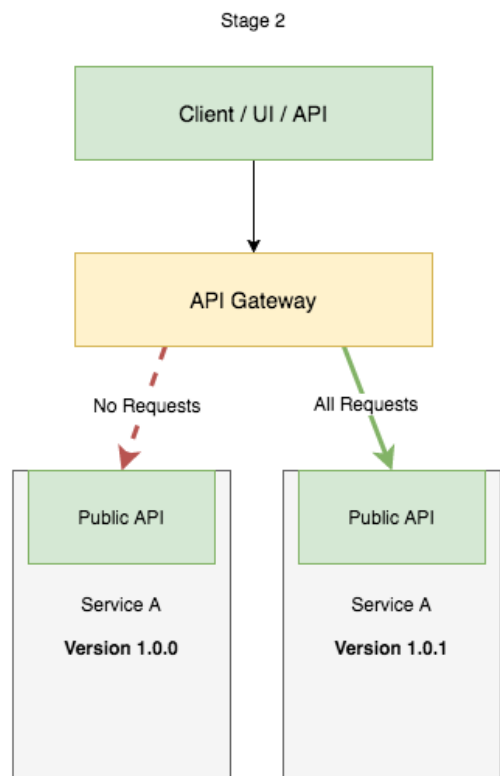 Stage 2
Client / UI / API
API Gateway
No Requests
All Requests
Public API
Public API
Service A
Service A
Version 1.0.0
Version 1.0.1